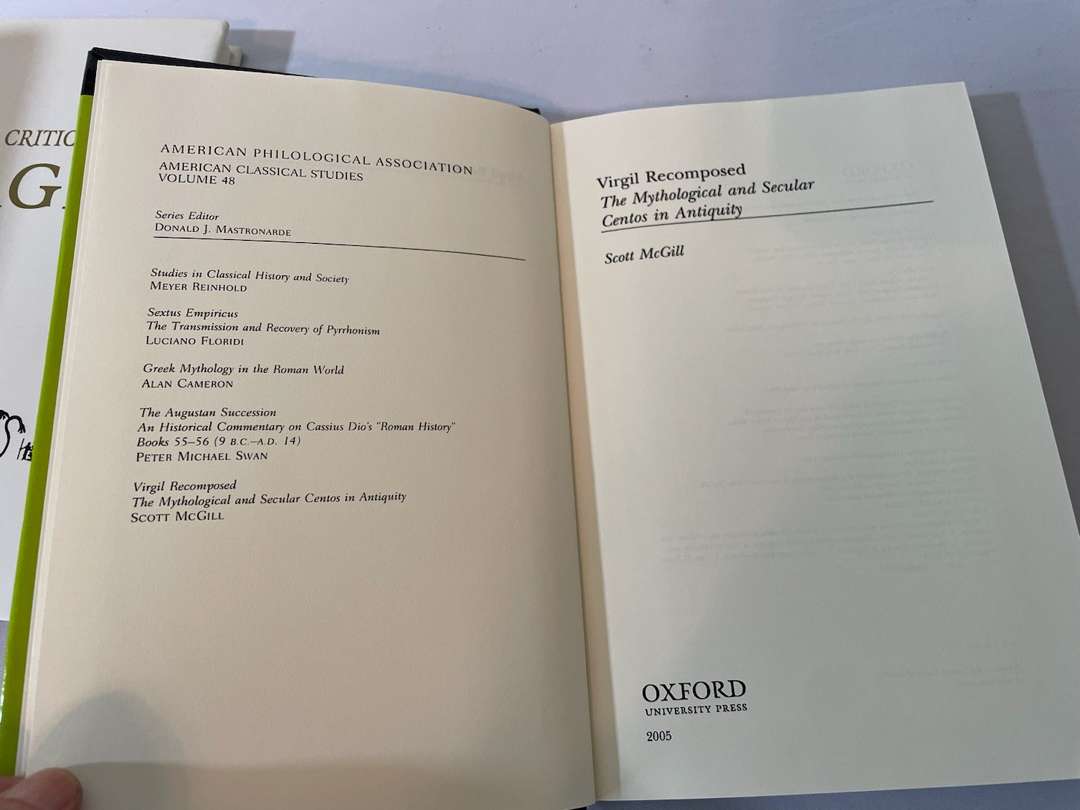 CRITIC
AMERICAN PHILOLOGICAL ASSOCIATION
AMERICAN CLASSICAL STUDIES
VOLUME 48
Series Editor
DONALD J. MASTRONARDE
Studies in Classical History and Society
MEYER REINHOLD
Sextus Empiricus
The Transmission and Recovery of Pyrrhonism
LUCIANO FLORIDI
Greek Mythology in the Roman World
ALAN CAMERON
The Augustan Succession
An Historical Commentary on Cassius Dio's "Roman History"
Books 55–56 (9 B.C.–A.D. 14)
PETER MICHAEL SWAN
Virgil Recomposed
The Mythological and Secular Centos in Antiquity
SCOTT MCGILL
Virgil Recomposed
The Mythological and Secular
Centos in Antiquity
Scott McGill
OXFORD
UNIVERSITY PRESS
2005